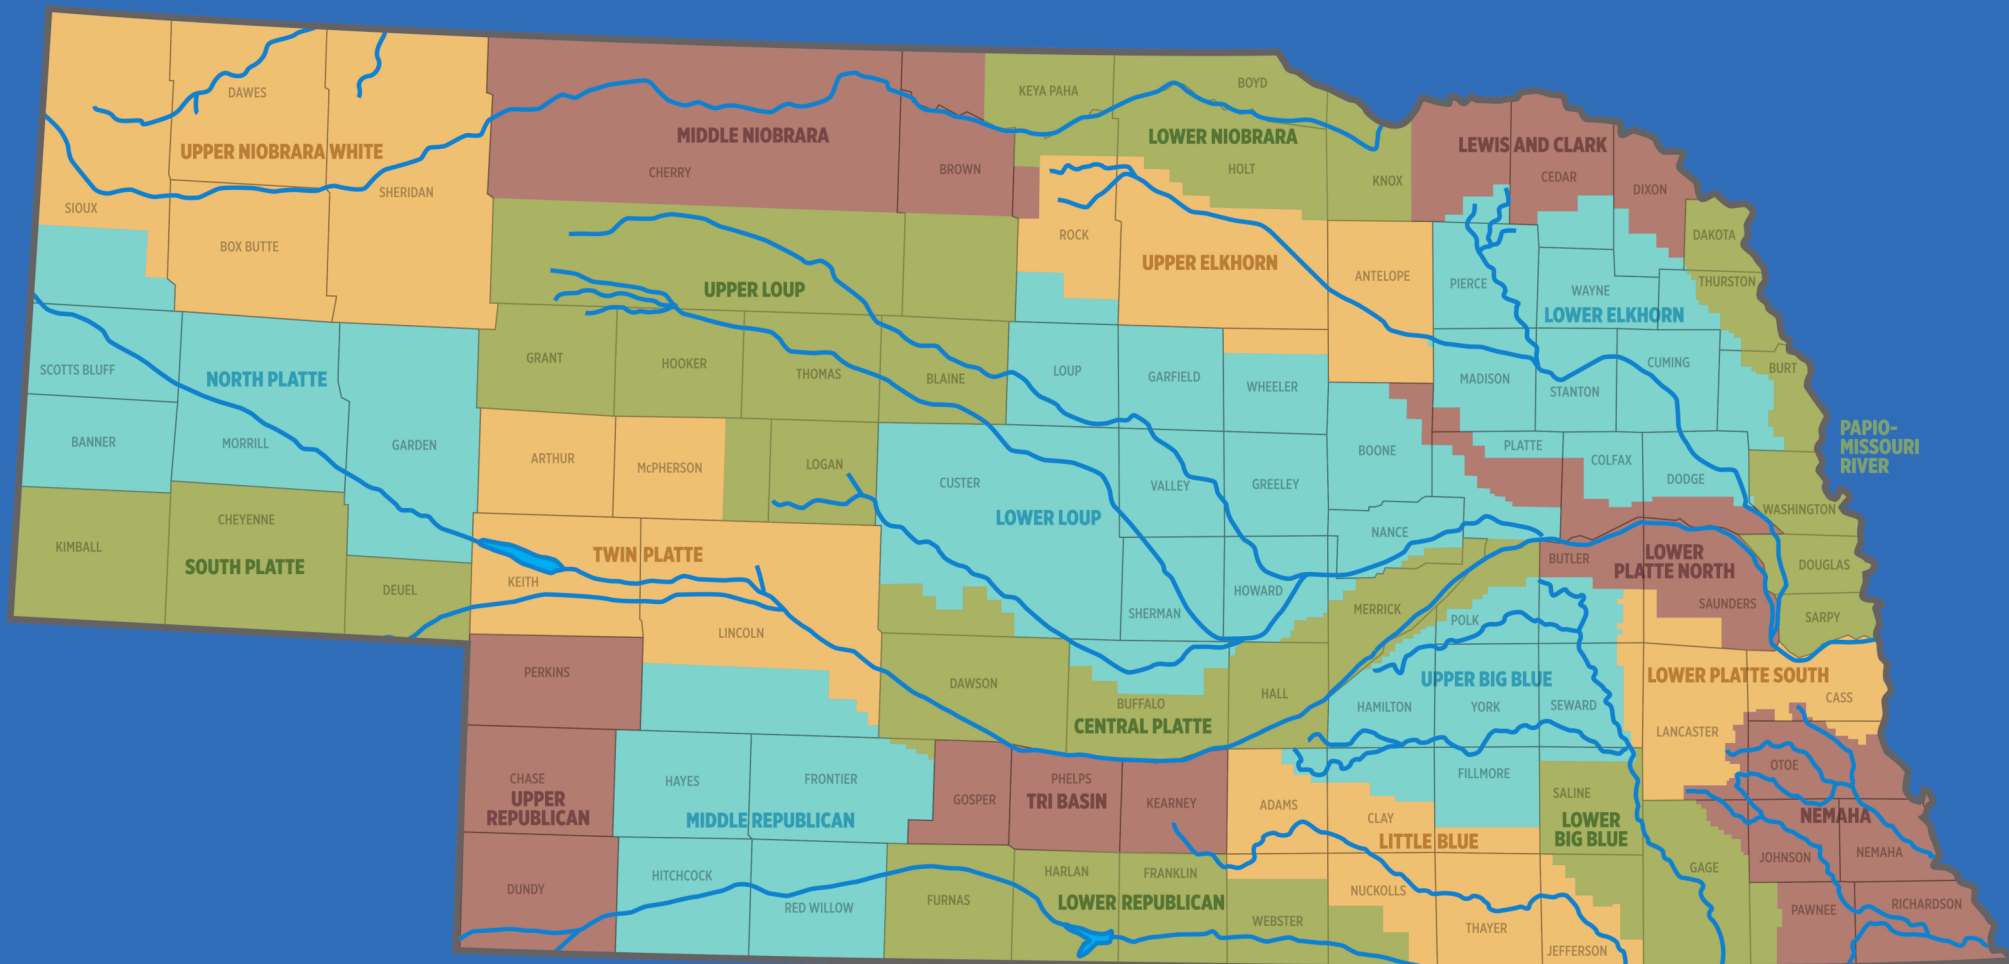 DAWES
UPPER NIOBRARA WHITE
SHERIDAN
SIOUX
BOX BUTTE
MIDDLE NIOBRARA
CHERRY
BROWN
KEYA PAHA
BOYD
LOWER NIOBRARA
HOLT
KNOX
LEWIS AND CLARK
CEDAR
DIXON
DAKOTA
THURSTON
ROCK
UPPER ELKHORN
ANTELOPE
PIERCE
WAYNE
LOWER ELKHORN
UPPER LOUP
GRANT
HOOKER
THOMAS
BLAINE
LOUP
GARFIELD
WHEELER
MADISON
STANTON
CUMING
BURT
SCOTTS BLUFF
NORTH PLATTE
BANNER
MORRILL
GARDEN
ARTHUR
McPHERSON
LOGAN
CUSTER
LOWER LOUP
VALLEY
GREELEY
BOONE
PLATTE
COLFAX
DODGE
PAPIO-
MISSOURI
RIVER
WASHINGTON
NANCE
KIMBALL
CHEYENNE
SOUTH PLATTE
DEUEL
TWIN PLATTE
KEITH
LINCOLN
SHERMAN
HOWARD
MERRICK
POLK
BUTLER
LOWER
PLATTE NORTH
SAUNDERS
DOUGLAS
SARPY
PERKINS
DAWSON
BUFFALO
CENTRAL PLATTE
HALL
UPPER BIG BLUE
HAMILTON
YORK
SEWARD
LOWER PLATTE SOUTH
CASS
LANCASTER
OTOE
CHASE
UPPER
REPUBLICAN
HAYES
FRONTIER
MIDDLE REPUBLICAN
GOSPER
PHELPS
TRI BASIN
KEARNEY
ADAMS
CLAY
LITTLE BLUE
FILLMORE
SALINE
LOWER
BIG BLUE
NEMAHA
JOHNSON
NEMAHA
DUNDY
HITCHCOCK
RED WILLOW
FURNAS
HARLAN
FRANKLIN
LOWER REPUBLICAN
WEBSTER
NUCKOLLS
THAYER
JEFFERSON
GAGE
PAWNEE
RICHARDSON